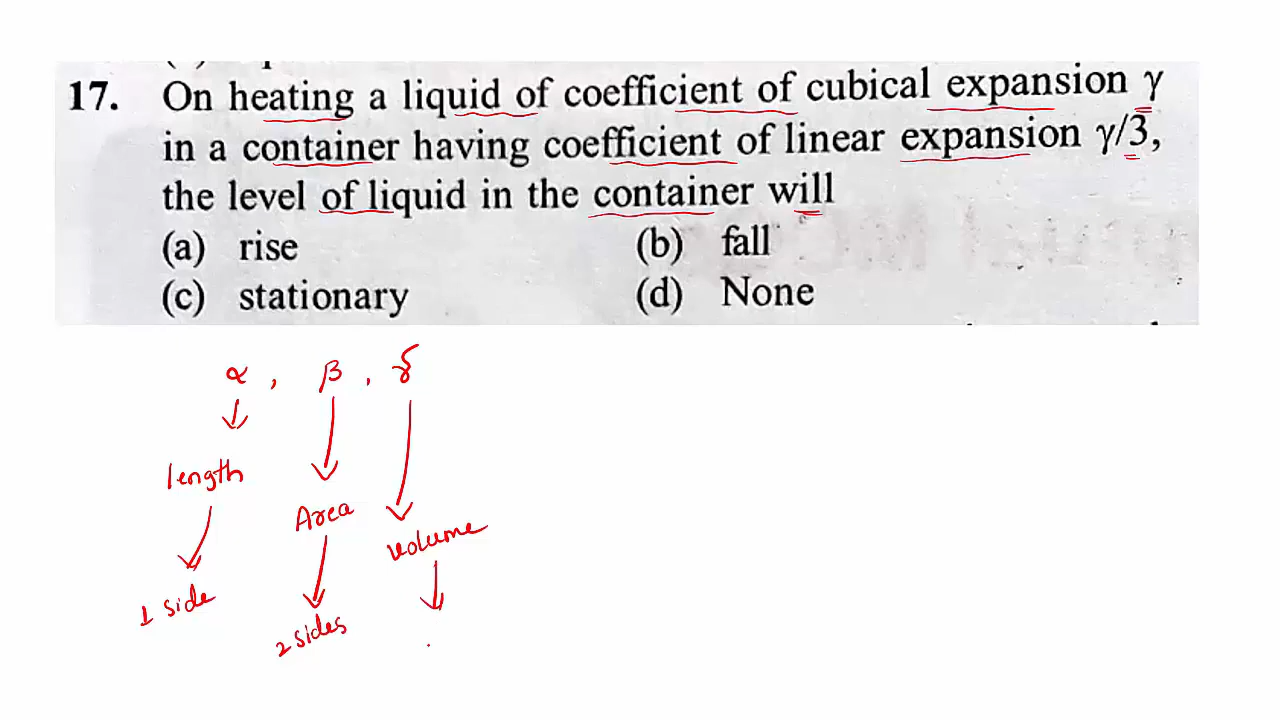 17. On heating a liquid of coefficient of cubical expansion γ
in a container having coefficient of linear expansion γ/3,
the level of liquid in the container will
(a) rise (b) fall
(c) stationary (d) None
α , β , γ
length
Area
volume
1 side
2 sides